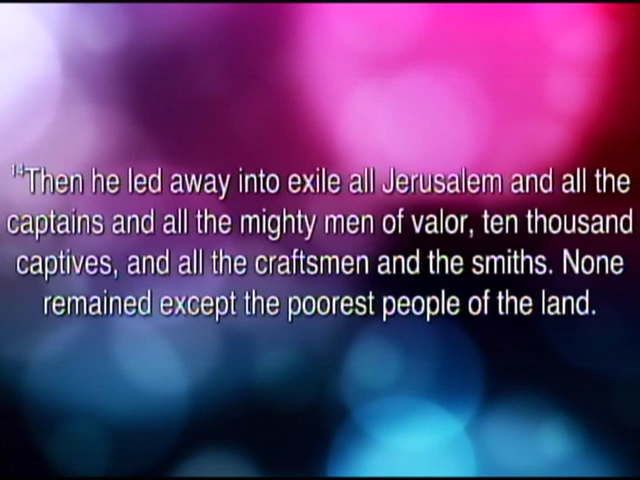 14Then he led away into exile all Jerusalem and all the
captains and all the mighty men of valor, ten thousand
captives, and all the craftsmen and the smiths. None
remained except the poorest people of the land.